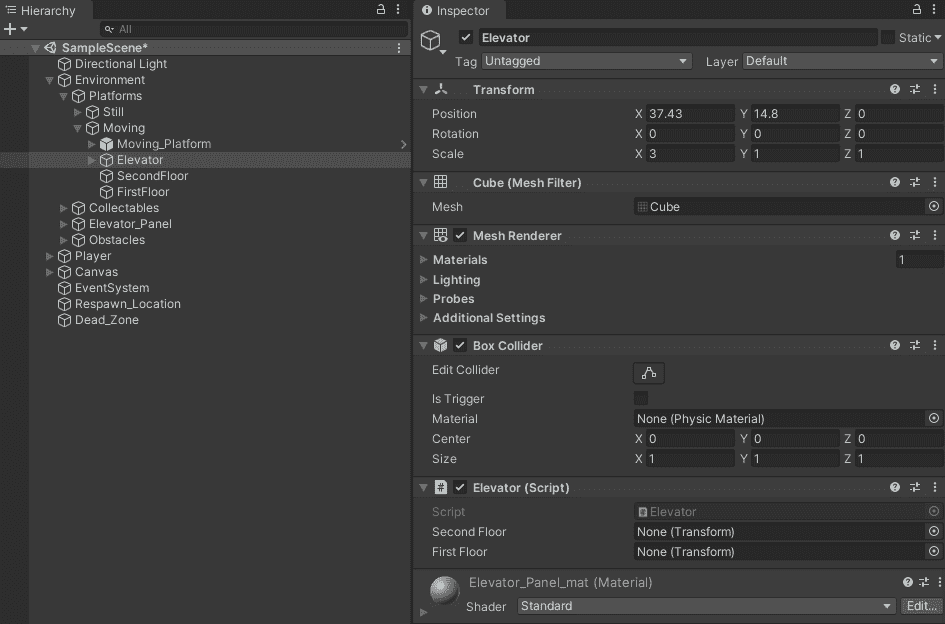 Hierarchy
All
SampleScene*
Directional Light
Environment
Platforms
Still
Moving
Moving_Platform
Elevator
SecondFloor
FirstFloor
Collectables
Elevator_Panel
Obstacles
Player
Canvas
EventSystem
Respawn_Location
Dead_Zone
Inspector
Elevator Static
Tag Untagged Layer Default
Transform
Position X 37.43 Y 14.8 Z 0
Rotation X 0 Y 0 Z 0
Scale X 3 Y 1 Z 1
Cube (Mesh Filter)
Mesh Cube
Mesh Renderer
Materials 1
Lighting
Probes
Additional Settings
Box Collider
Edit Collider
Is Trigger
Material None (Physic Material)
Center X 0 Y 0 Z 0
Size X 1 Y 1 Z 1
# Elevator (Script)
Script Elevator
Second Floor None (Transform)
First Floor None (Transform)
Elevator_Panel_mat (Material)
Shader Standard Edit...